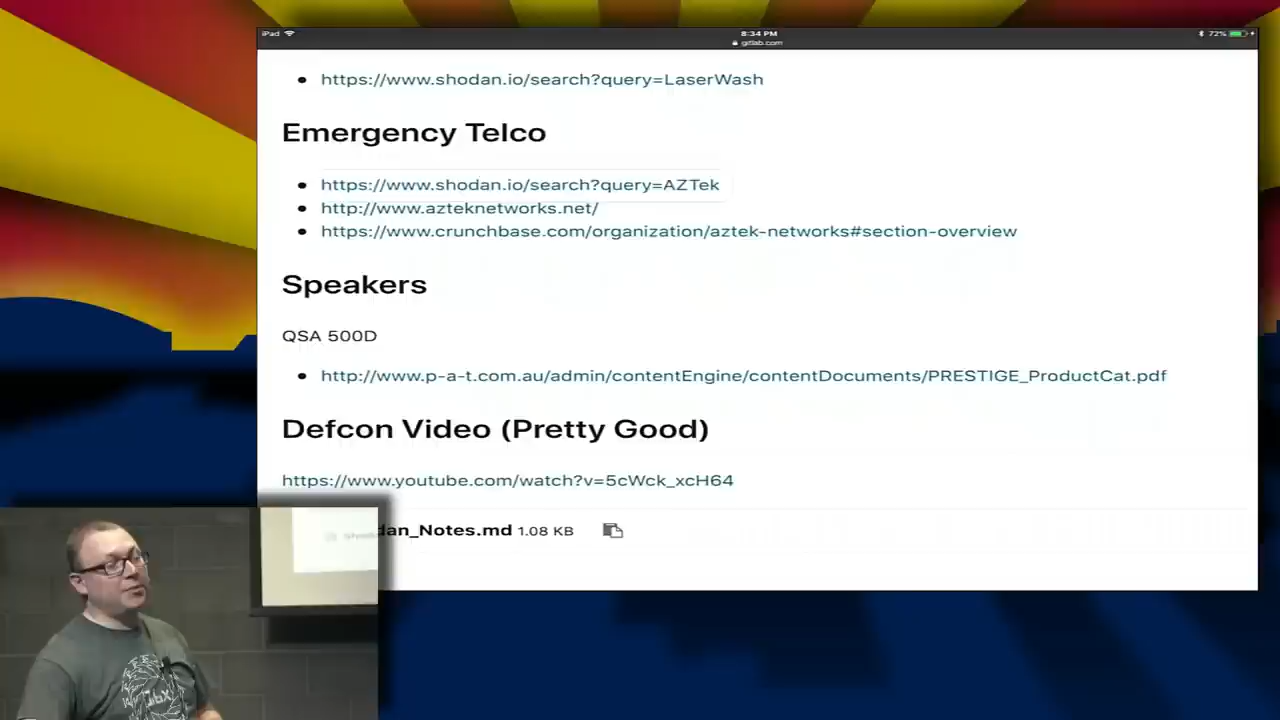 iPad
8:34 PM
gitlab.com
72%
https://www.shodan.io/search?query=LaserWash
Emergency Telco
https://www.shodan.io/search?query=AZTek
http://www.azteknetworks.net/
https://www.crunchbase.com/organization/aztek-networks#section-overview
Speakers
QSA 500D
http://www.p-a-t.com.au/admin/contentEngine/contentDocuments/PRESTIGE_ProductCat.pdf
Defcon Video (Pretty Good)
https://www.youtube.com/watch?v=5cWck_xcH64
dan_Notes.md 1.08 KB